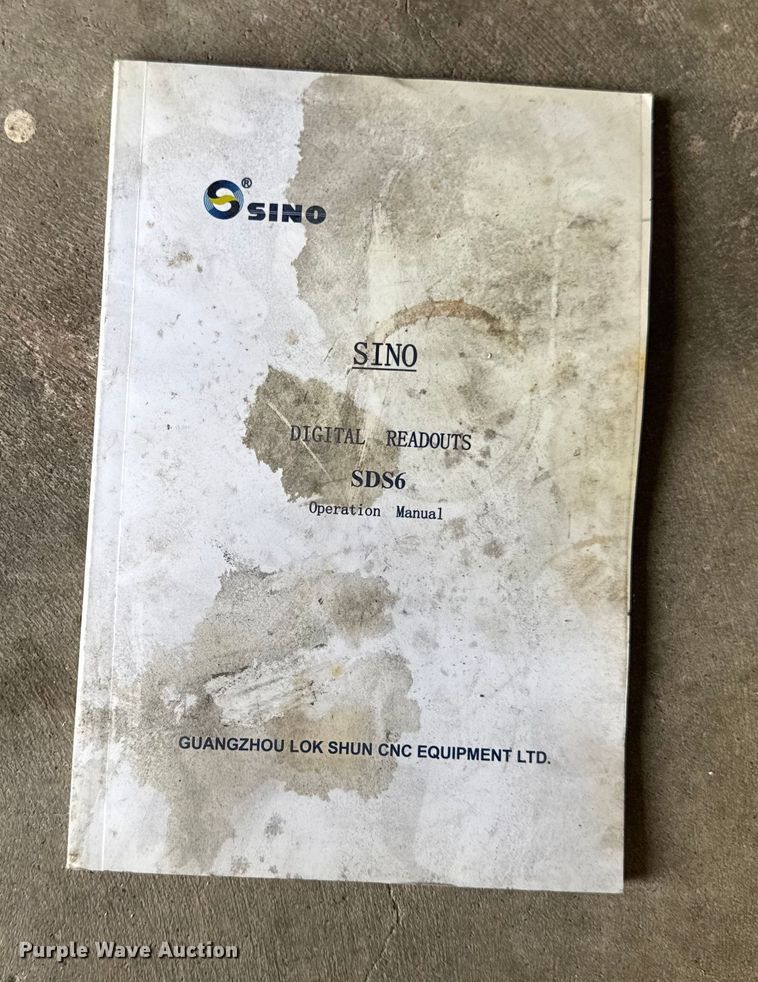 ® SINO
SINO
DIGITAL READOUTS
SDS6
Operation Manual
GUANGZHOU LOK SHUN CNC EQUIPMENT LTD.
Purple Wave Auction